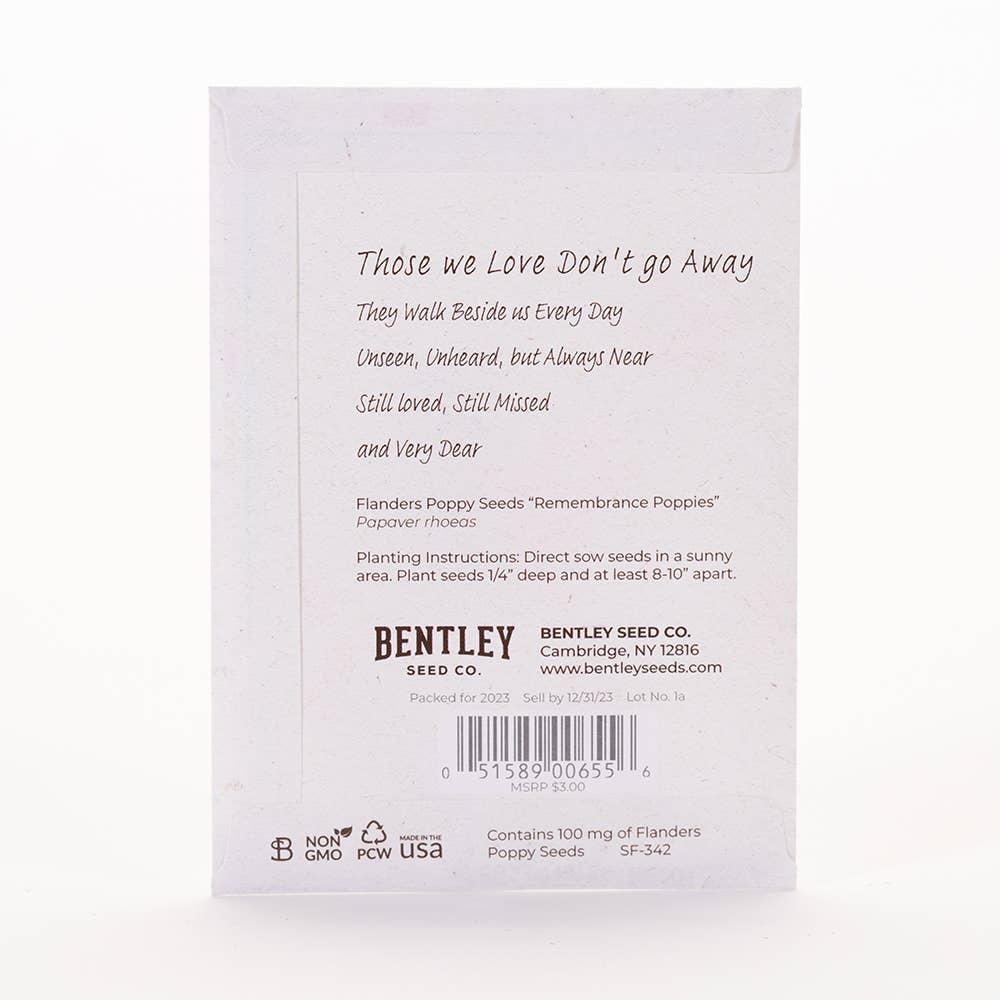 Those we Love Don't go Away
They Walk Beside us Every Day
Unseen, Unheard, but Always Near
Still loved, Still Missed
and Very Dear
Flanders Poppy Seeds “Remembrance Poppies”
Papaver rhoeas
Planting Instructions: Direct sow seeds in a sunny
area. Plant seeds 1/4” deep and at least 8-10” apart.
BENTLEY
SEED CO.
BENTLEY SEED CO.
Cambridge, NY 12816
www.bentleyseeds.com
Packed for 2023 Sell by 12/31/23 Lot No. 1a
0 51589 00655 6
MSRP $3.00
NON
GMO
PCW
MADE IN THE
usa
Contains 100 mg of Flanders
Poppy Seeds SF-342